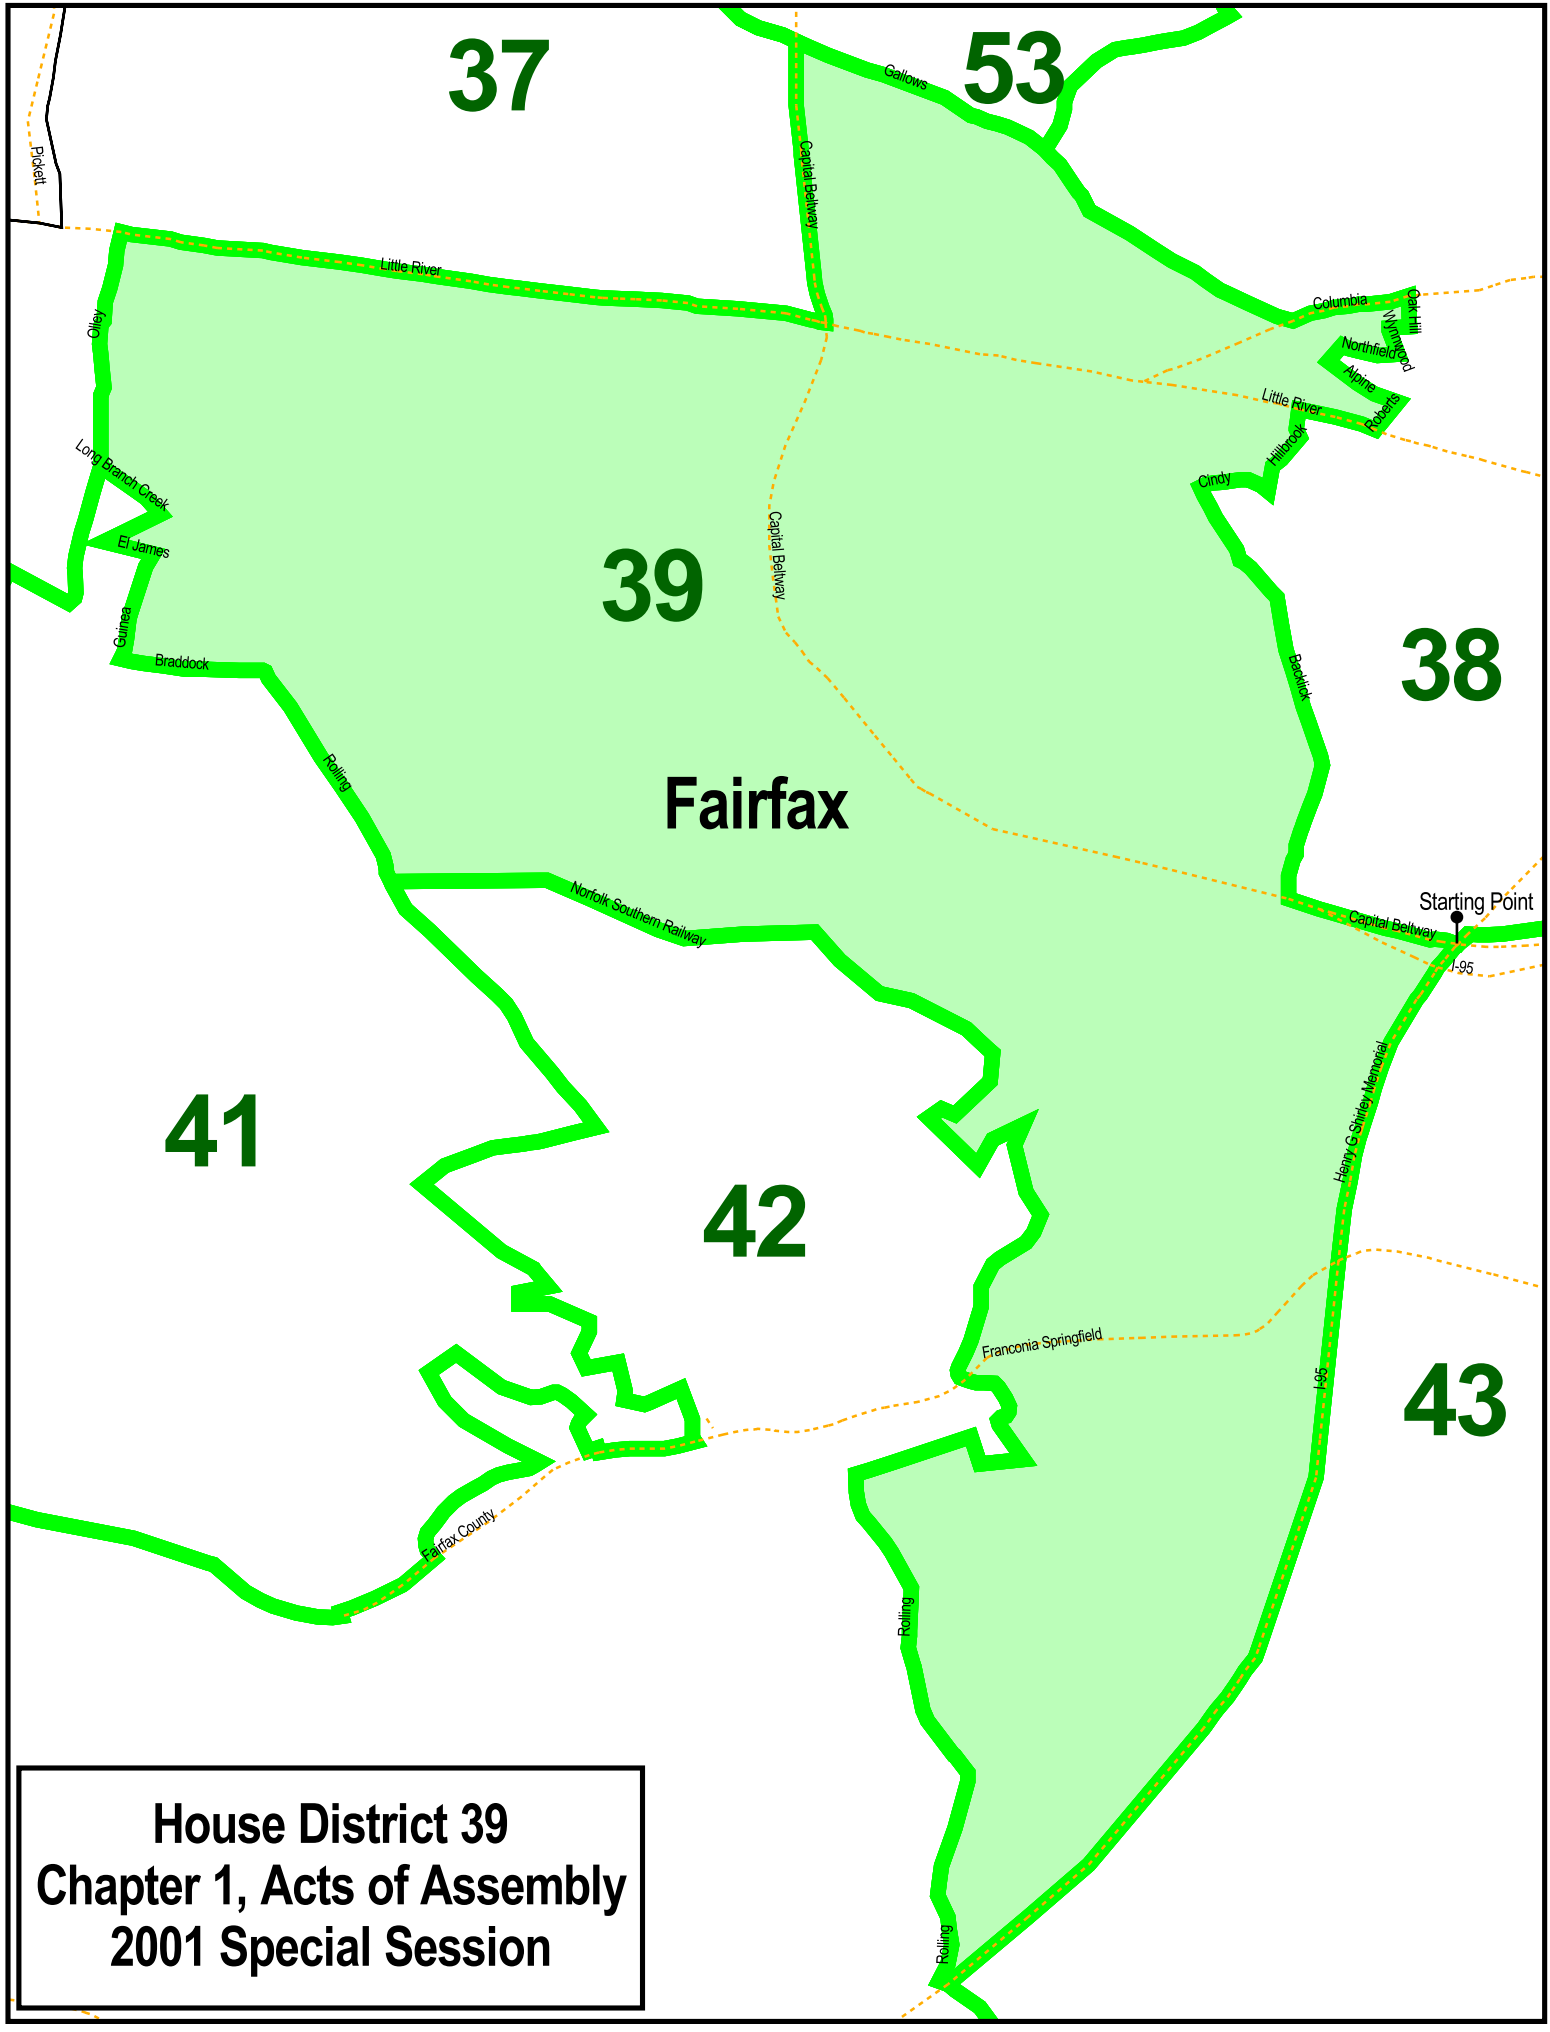 37
53
Gallows
Pickett
Capital Beltway
Little River
Olley
Columbia
Oak Hill
Wynnwood
Northfield
Alpine
Little River
Roberts
Hillbrook
Long Branch Creek
Cindy
El James
Capital Beltway
39
Guinea
Braddock
38
Backlick
Rolling
Fairfax
Norfolk Southern Railway
Starting Point
Capital Beltway
I-95
41
Henry G Shirley Memorial
42
Franconia Springfield
I-95
43
Fairfax County
Rolling
House District 39
Chapter 1, Acts of Assembly
2001 Special Session
Rolling